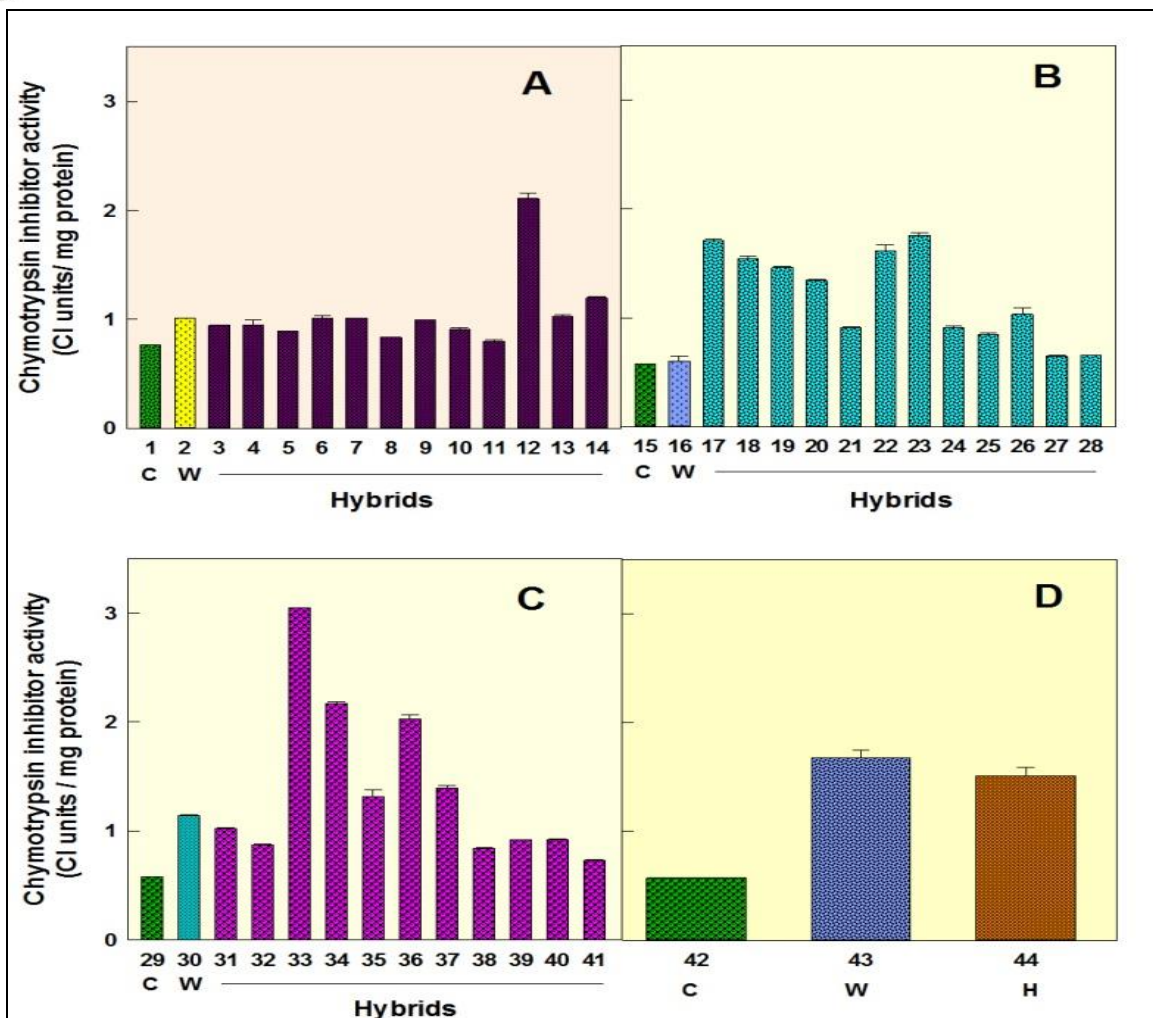 A
Chymotrypsin inhibitor activity
(CI units/ mg protein)
3
2
1
0
1 2 3 4 5 6 7 8 9 10 11 12 13 14
C W
Hybrids
B
15 16 17 18 19 20 21 22 23 24 25 26 27 28
C W
Hybrids
C
Chymotrypsin inhibitor activity
(CI units / mg protein)
3
2
1
0
29 30 31 32 33 34 35 36 37 38 39 40 41
C W
Hybrids
D
42 43 44
C W H